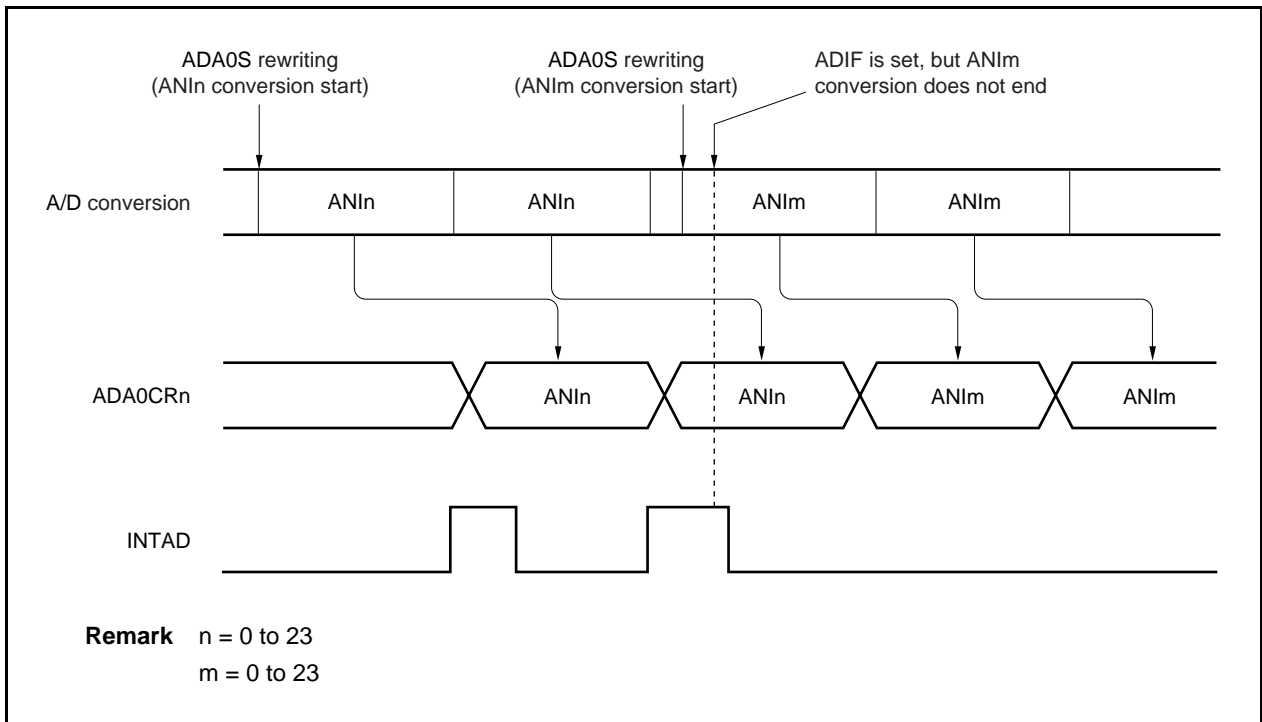 ADA0S rewriting
(ANIn conversion start)
ADA0S rewriting
(ANIm conversion start)
ADIF is set, but ANIm
conversion does not end
A/D conversion
ANIn
ANIn
ANIm
ANIm
ADA0CRn
ANIn
ANIn
ANIm
ANIm
INTAD
Remark n = 0 to 23
m = 0 to 23